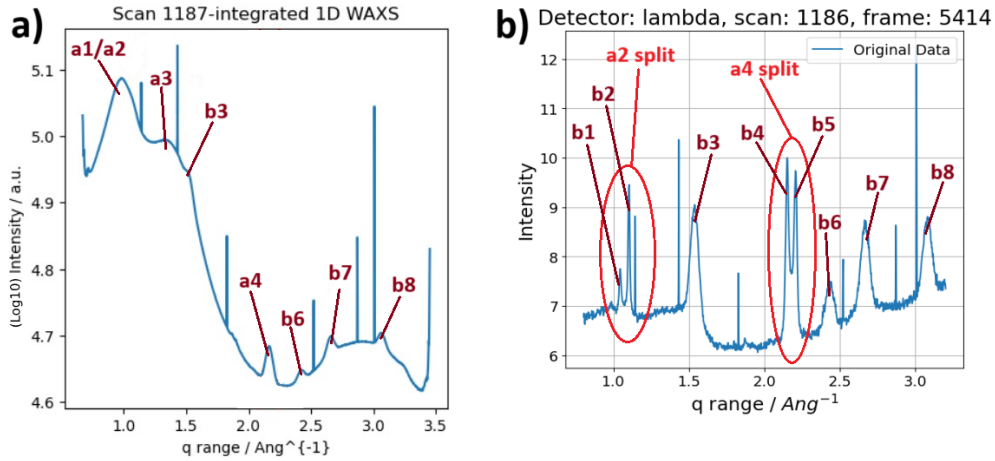 a)
Scan 1187-integrated 1D WAXS
(Log10) Intensity / a.u.
5.1
5.0
4.9
4.8
4.7
4.6
a1/a2
a3
b3
a4
b6
b7
b8
1.0 1.5 2.0 2.5 3.0 3.5
q range / Ang^{-1}
b)
Detector: lambda, scan: 1186, frame: 5414
Original Data
Intensity
12
11
10
9
8
7
6
a2 split
a4 split
b1
b2
b3
b4
b5
b6
b7
b8
1.0 1.5 2.0 2.5 3.0
q range / Ang⁻¹